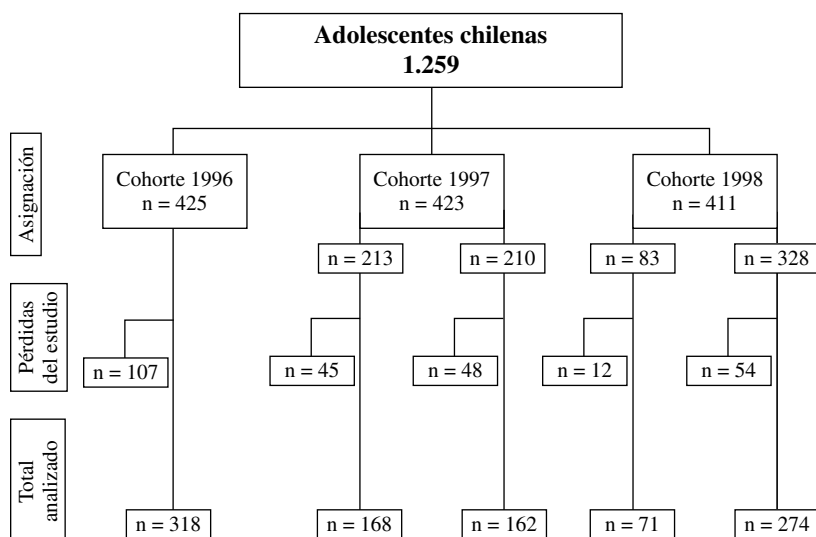 Adolescentes chilenas
1.259
Asignación
Cohorte 1996
n = 425
Cohorte 1997
n = 423
Cohorte 1998
n = 411
n = 213
n = 210
n = 83
n = 328
Pérdidas
del estudio
n = 107
n = 45
n = 48
n = 12
n = 54
Total
analizado
n = 318
n = 168
n = 162
n = 71
n = 274